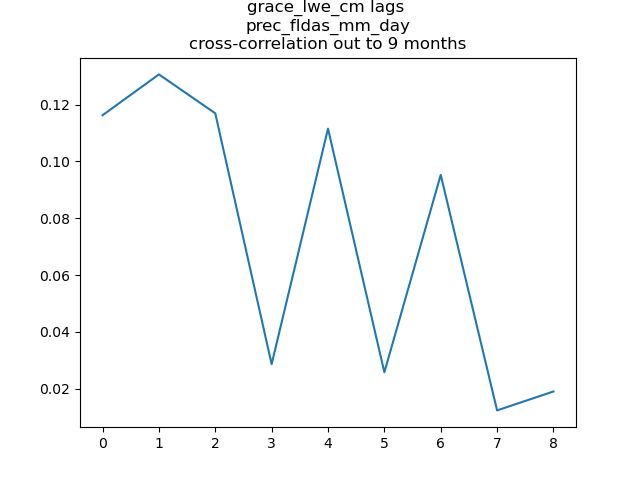 grace_lwe_cm lags
prec_fldas_mm_day
cross-correlation out to 9 months
0.12
0.10
0.08
0.06
0.04
0.02
0 1 2 3 4 5 6 7 8